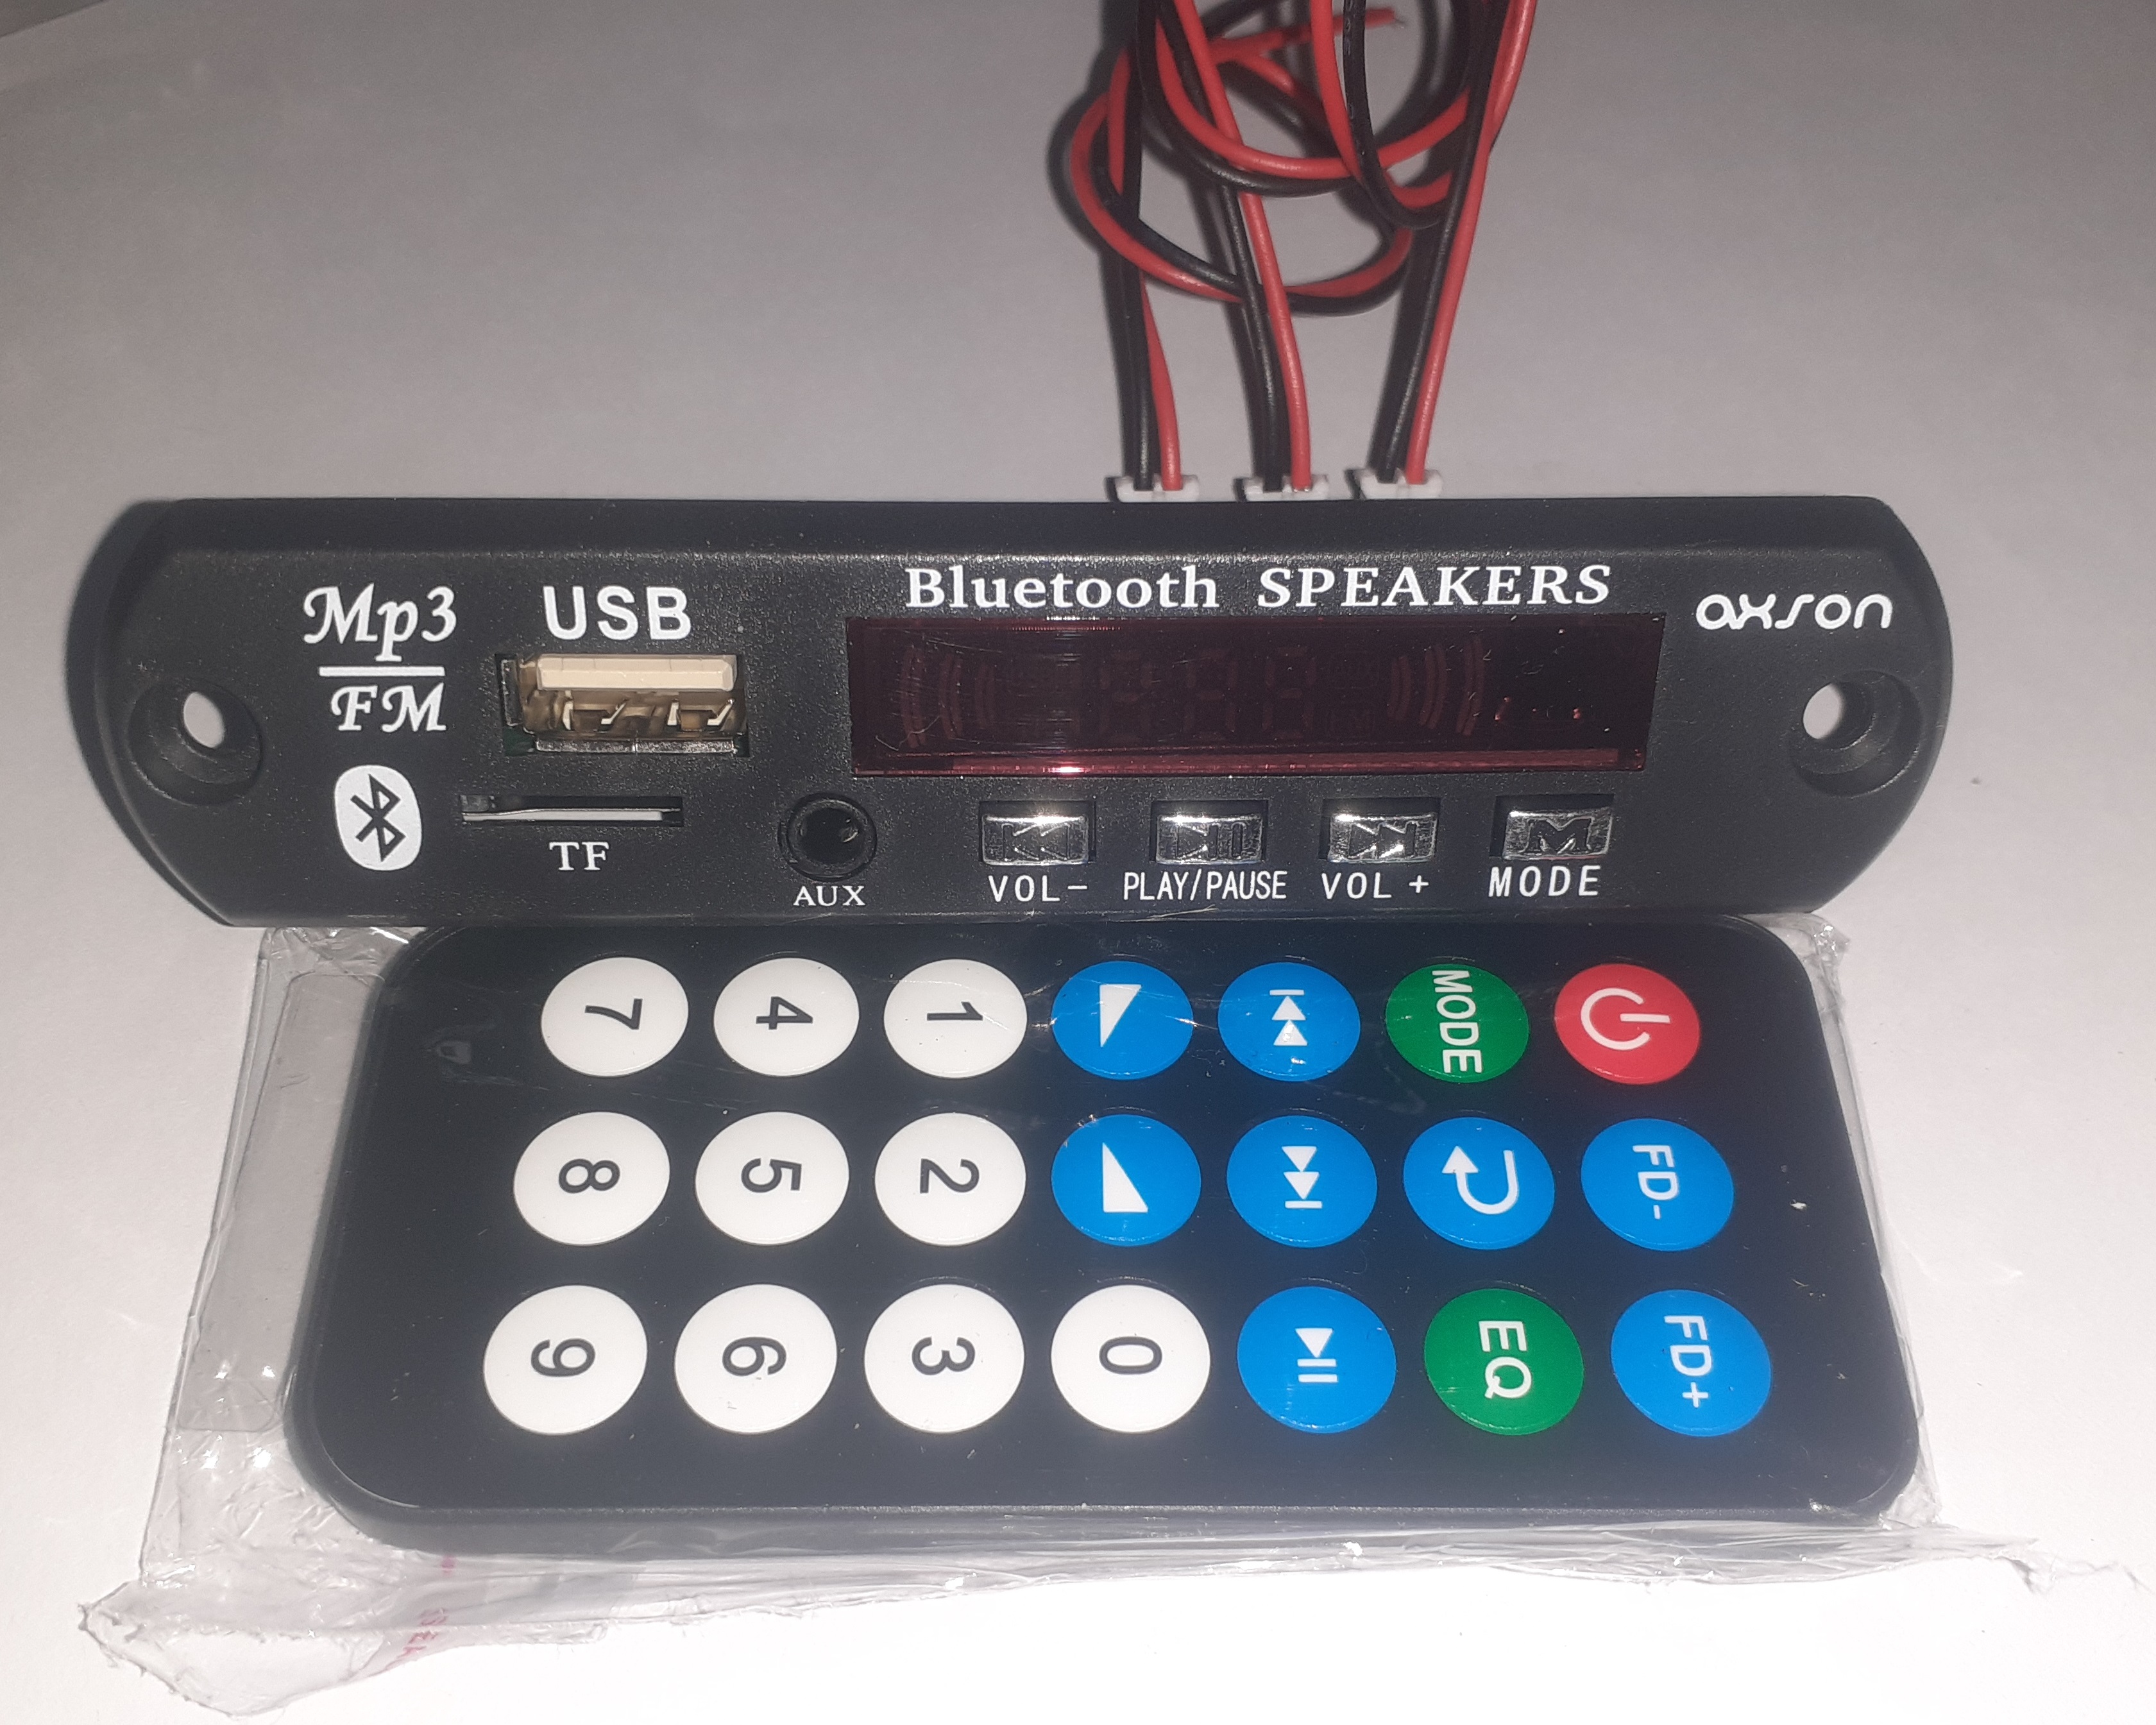 Bluetooth SPEAKERS
axson
Mp3
FM
USB
TF
AUX
VOL-
PLAY/PAUSE
VOL +
M
MODE
7
4
1
MODE
8
5
2
FD-
9
6
3
0
EQ
FD+